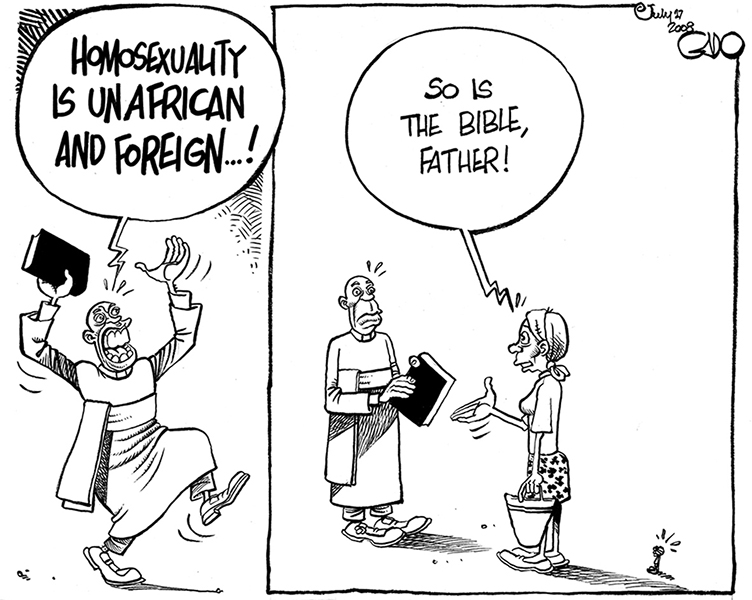 HOMOSEXUALITY
IS UNAFRICAN
AND FOREIGN...!
SO IS
THE BIBLE,
FATHER!
© July 27
2008
GADO